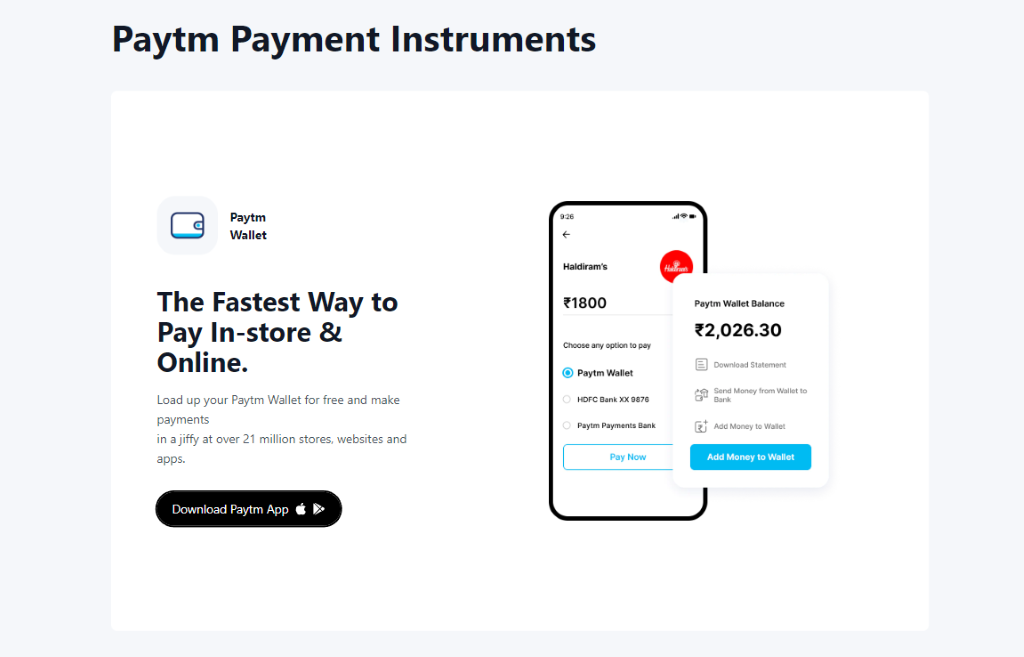 Paytm Payment Instruments
Paytm
Wallet
The Fastest Way to
Pay In-store &
Online.
Load up your Paytm Wallet for free and make
payments
in a jiffy at over 21 million stores, websites and
apps.
Download Paytm App
9:26
Haldiram's
Haldiram
₹1800
Choose any option to pay
Paytm Wallet
HDFC Bank XX 9876
Paytm Payments Bank
Pay Now
Paytm Wallet Balance
₹2,026.30
Download Statement
Send Money from Wallet to
Bank
Add Money to Wallet
Add Money to Wallet